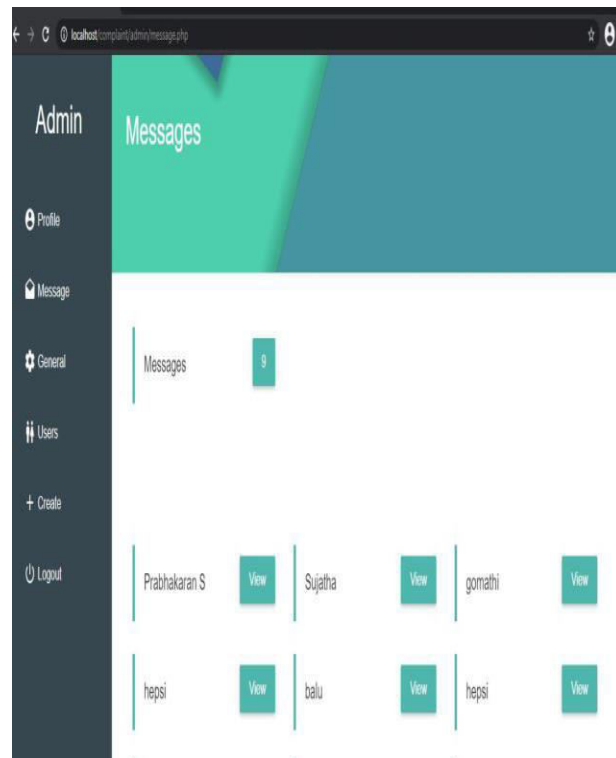 localhost/complaint/admin/message.php
Admin
Messages
Profile
Message
General
Users
Create
Logout
Messages 9
Prabhakaran S View Sujatha View gomathi View
hepsi View balu View hepsi View